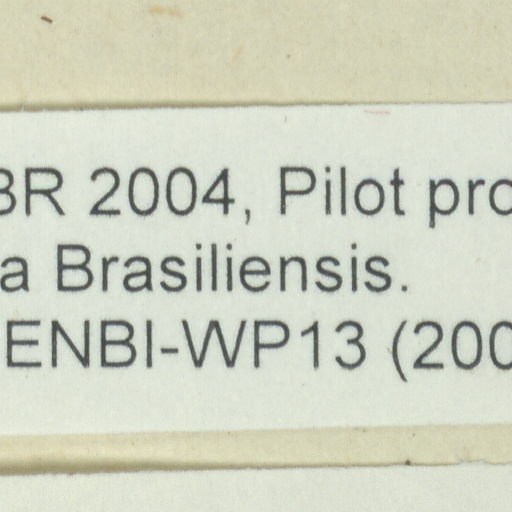 BR 2004, Pilot pro
a Brasiliensis.
ENBI-WP13 (200